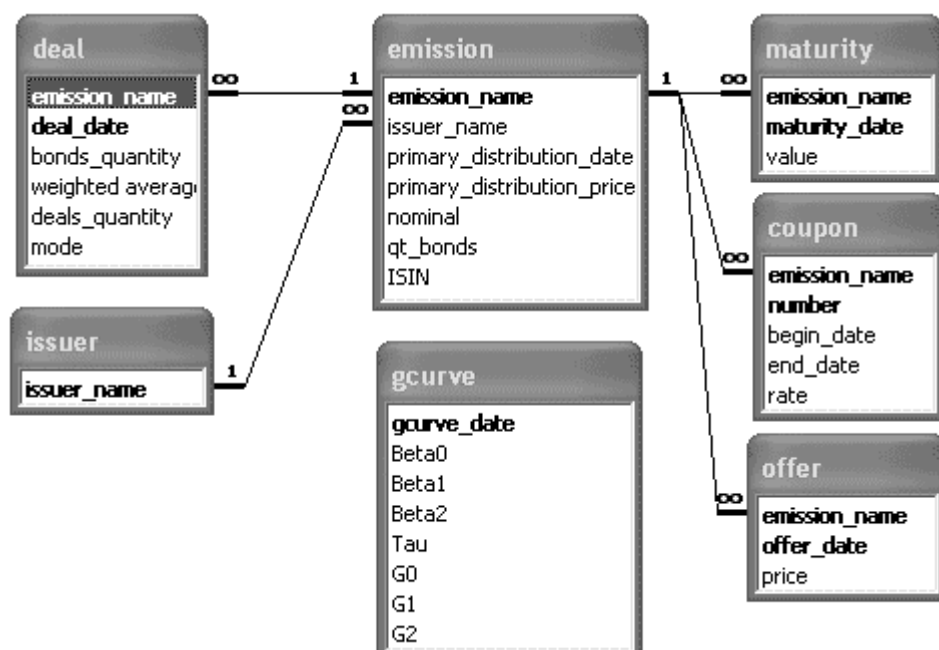 deal
emission_name
deal_date
bonds_quantity
weighted averag
deals_quantity
mode
∞
1
∞
issuer
issuer_name
1
emission
emission_name
issuer_name
primary_distribution_date
primary_distribution_price
nominal
qt_bonds
ISIN
gcurve
gcurve_date
Beta0
Beta1
Beta2
Tau
G0
G1
G2
1
∞
maturity
emission_name
maturity_date
value
∞
coupon
emission_name
number
begin_date
end_date
rate
∞
offer
emission_name
offer_date
price